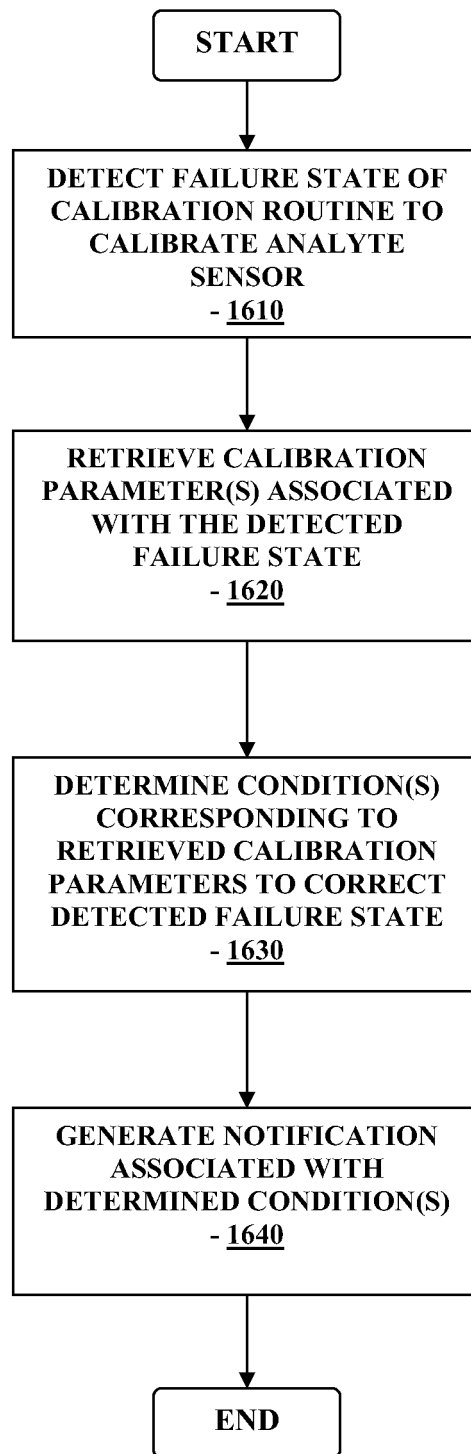 START
DETECT FAILURE STATE OF
CALIBRATION ROUTINE TO
CALIBRATE ANALYTE
SENSOR
- 1610
RETRIEVE CALIBRATION
PARAMETER(S) ASSOCIATED
WITH THE DETECTED
FAILURE STATE
- 1620
DETERMINE CONDITION(S)
CORRESPONDING TO
RETRIEVED CALIBRATION
PARAMETERS TO CORRECT
DETECTED FAILURE STATE
- 1630
GENERATE NOTIFICATION
ASSOCIATED WITH
DETERMINED CONDITION(S)
- 1640
END